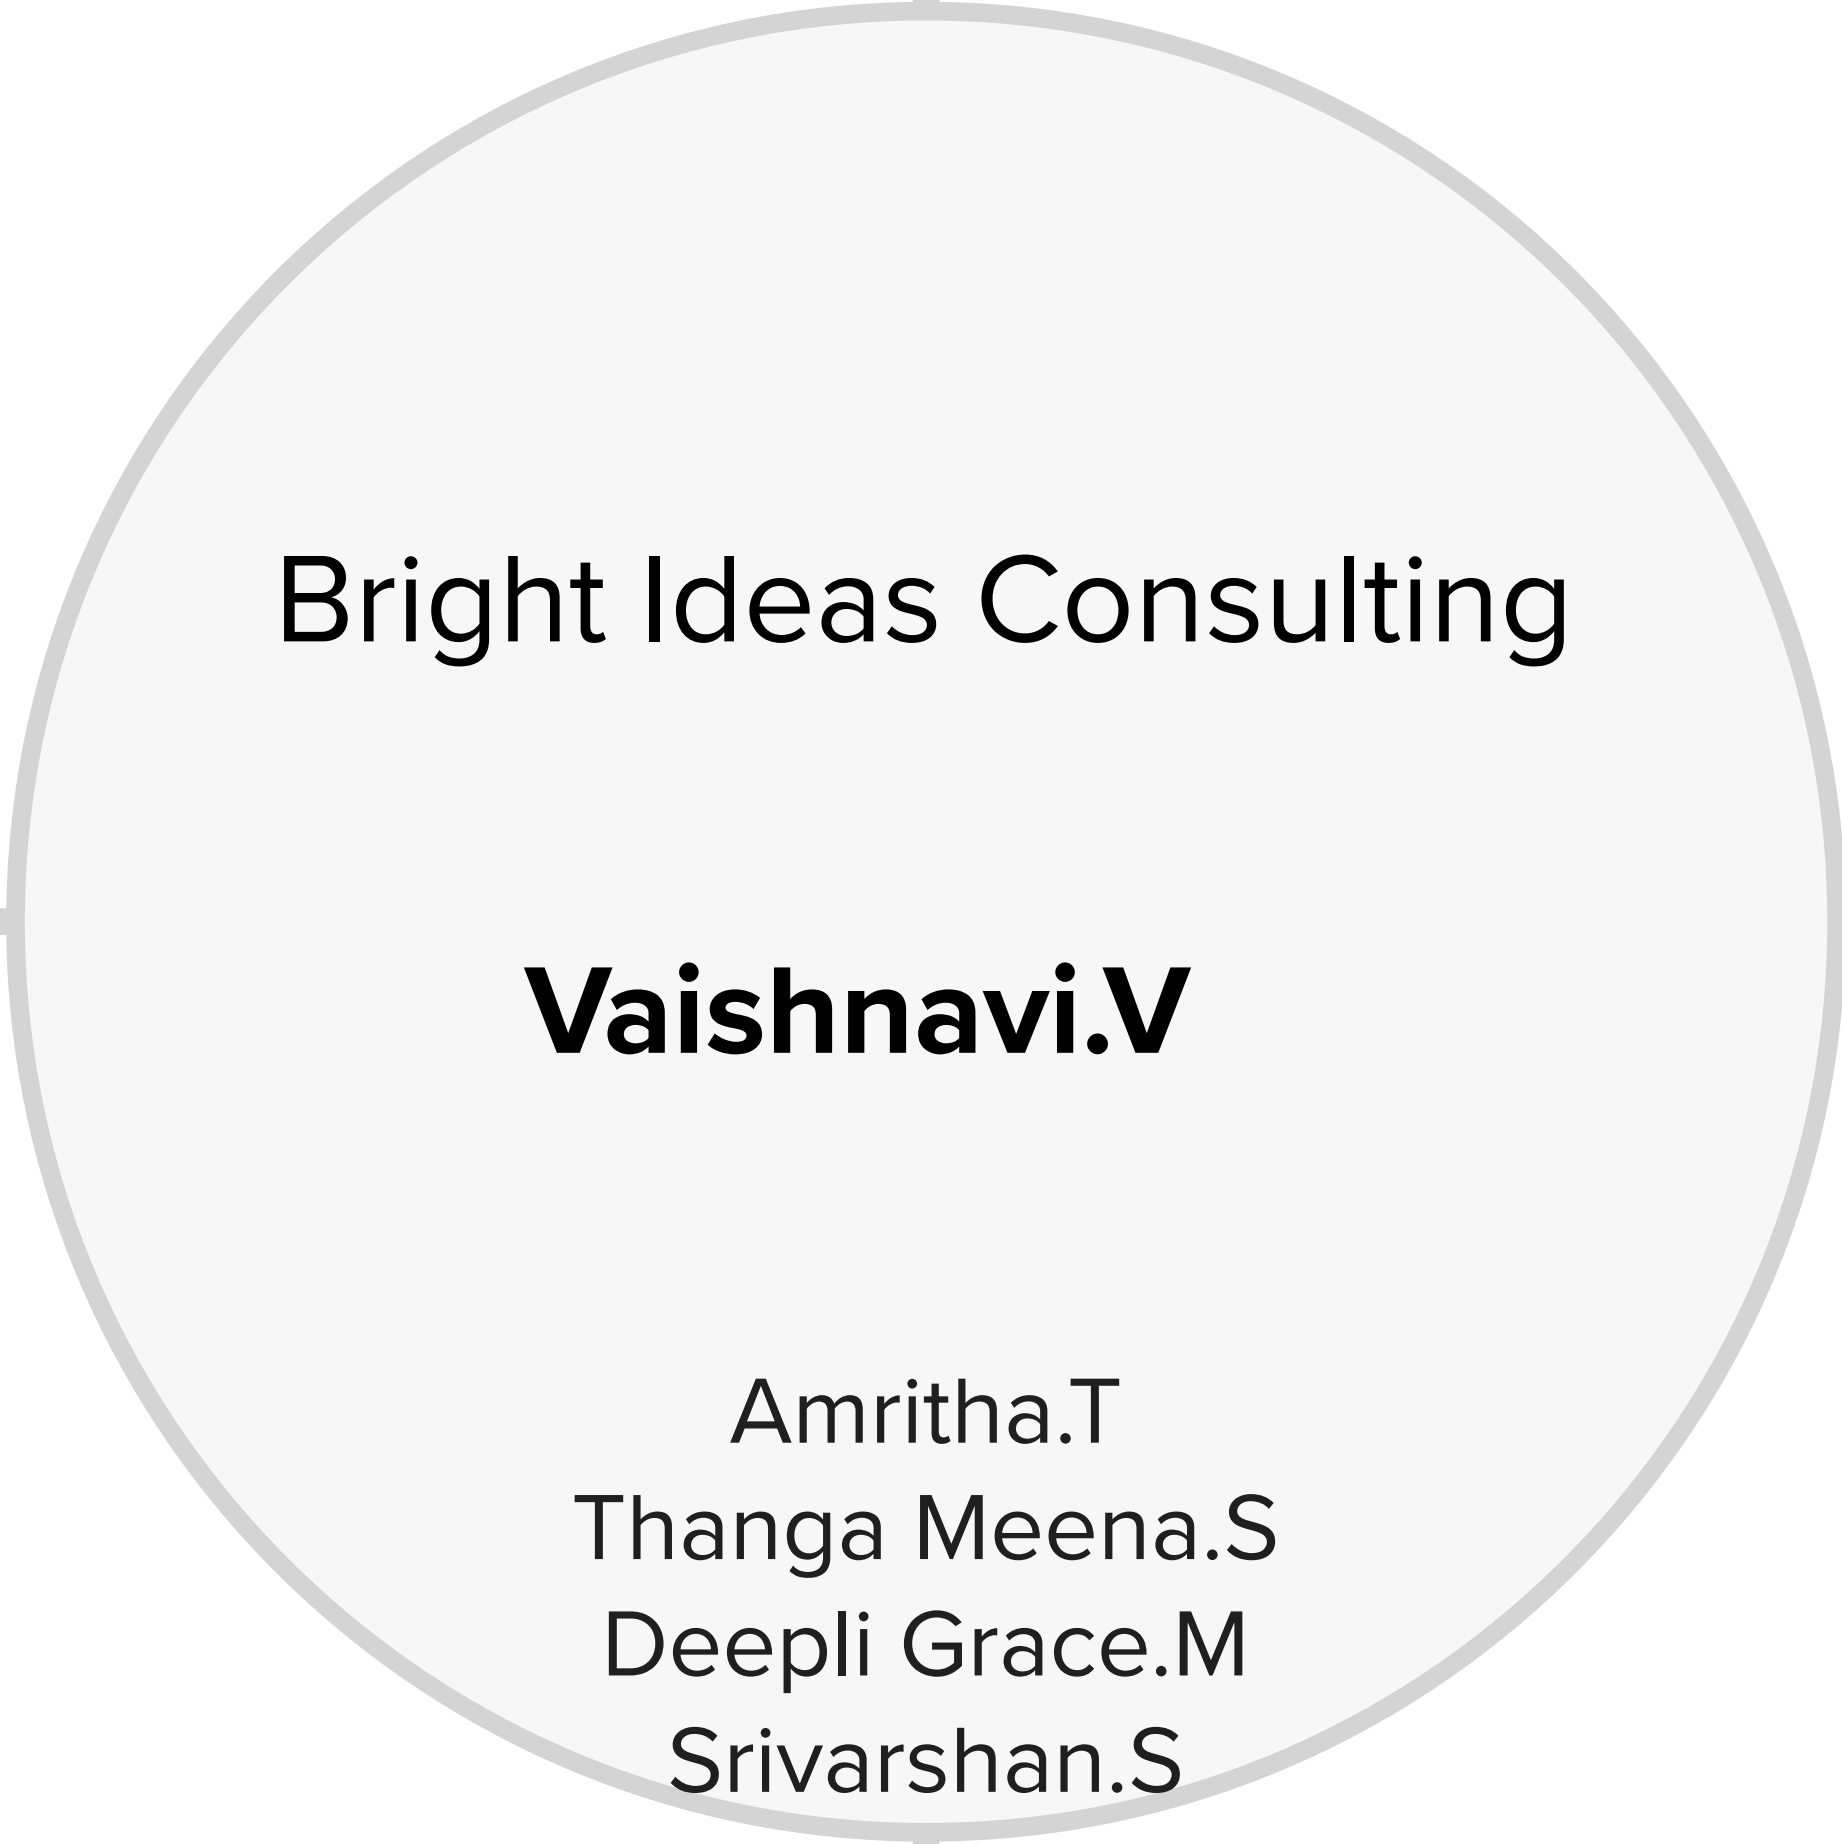 Bright Ideas Consulting
Vaishnavi.V
Amritha.T
Thanga Meena.S
Deepli Grace.M
Srivarshan.S